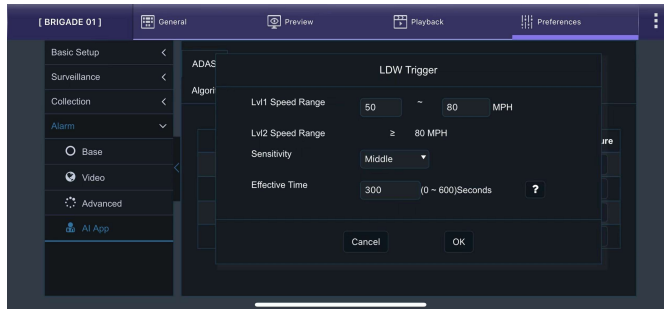 [ BRIGADE 01 ] General Preview Playback Preferences
Basic Setup
Surveillance
Collection
Alarm
Base
Video
Advanced
AI App
ADAS
Algori
ure
LDW Trigger
Lvl1 Speed Range 50 ~ 80 MPH
Lvl2 Speed Range ≥ 80 MPH
Sensitivity Middle
Effective Time 300 (0 ~ 600)Seconds ?
Cancel OK